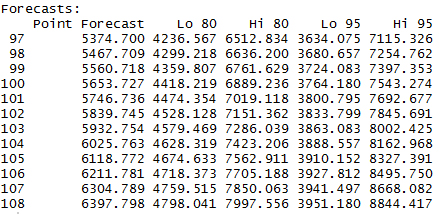 Forecasts:
Point Forecast Lo 80 Hi 80 Lo 95 Hi 95
97 5374.700 4236.567 6512.834 3634.075 7115.326
98 5467.709 4299.218 6636.200 3680.657 7254.762
99 5560.718 4359.807 6761.629 3724.083 7397.353
100 5653.727 4418.219 6889.236 3764.180 7543.274
101 5746.736 4474.354 7019.118 3800.795 7692.677
102 5839.745 4528.128 7151.362 3833.799 7845.691
103 5932.754 4579.469 7286.039 3863.083 8002.425
104 6025.763 4628.319 7423.206 3888.557 8162.968
105 6118.772 4674.633 7562.911 3910.152 8327.391
106 6211.781 4718.373 7705.188 3927.812 8495.750
107 6304.789 4759.515 7850.063 3941.497 8668.082
108 6397.798 4798.041 7997.556 3951.180 8844.417